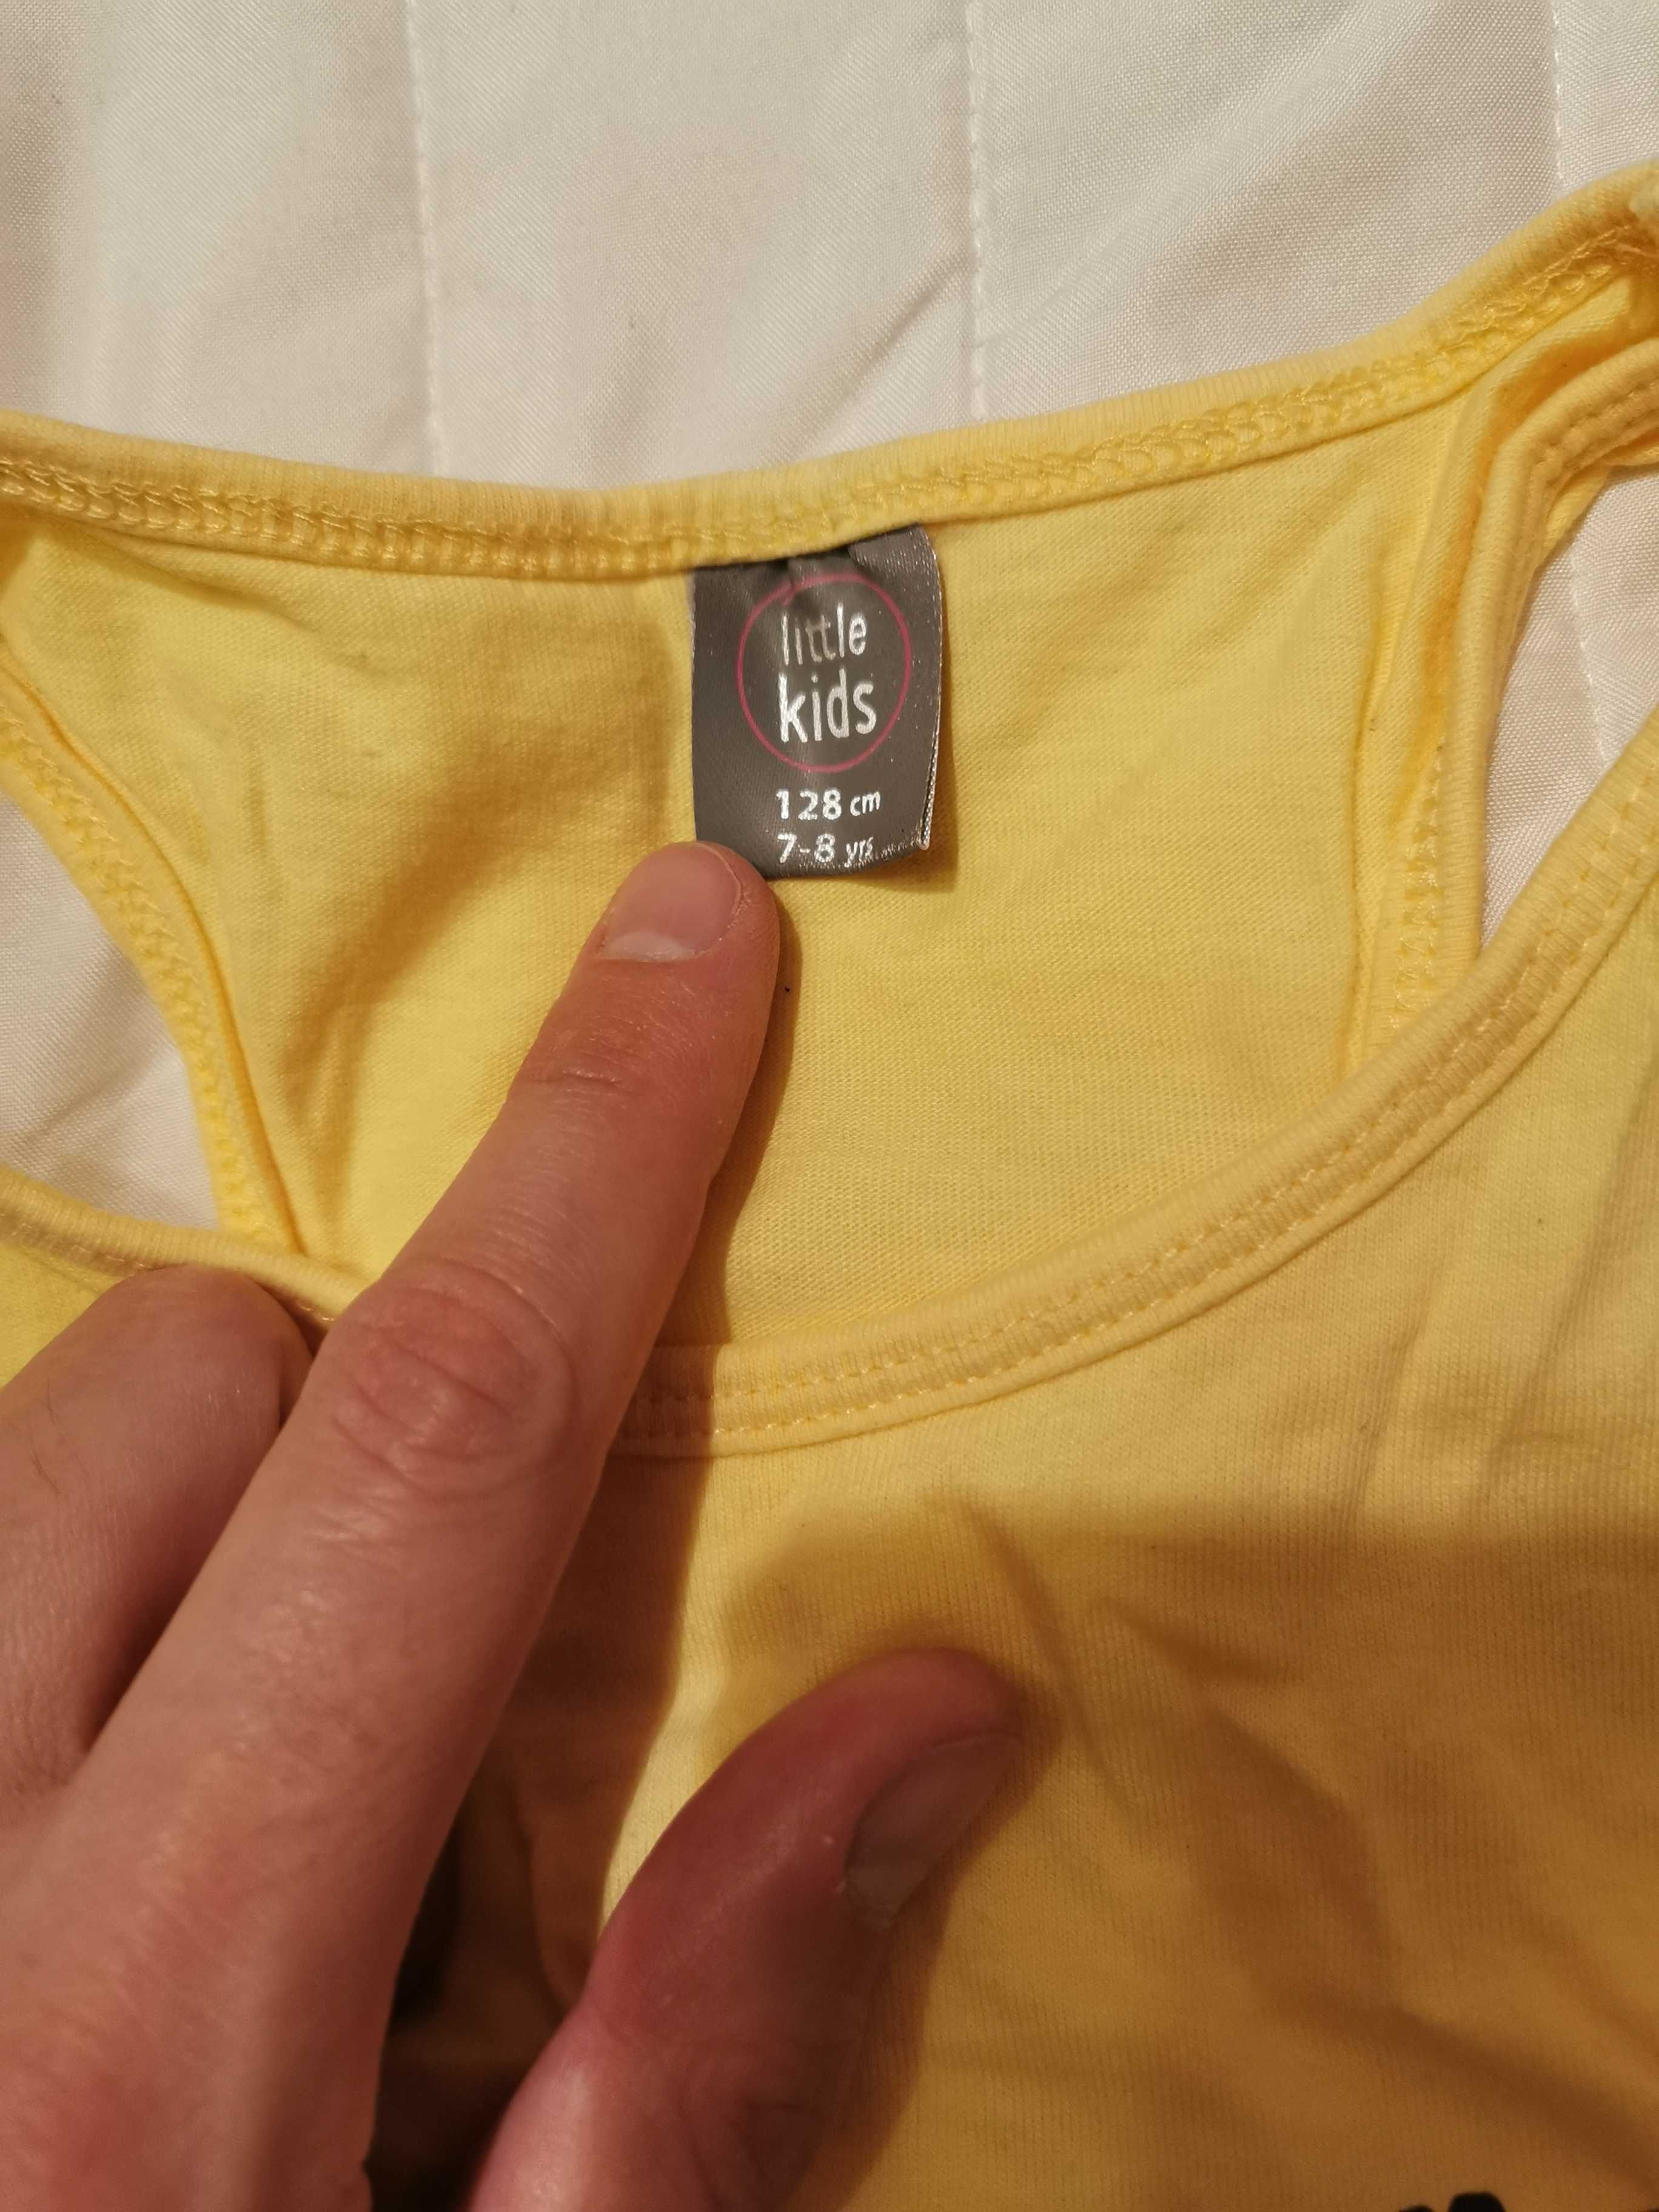 little
kids
128 cm
7-8 yrs